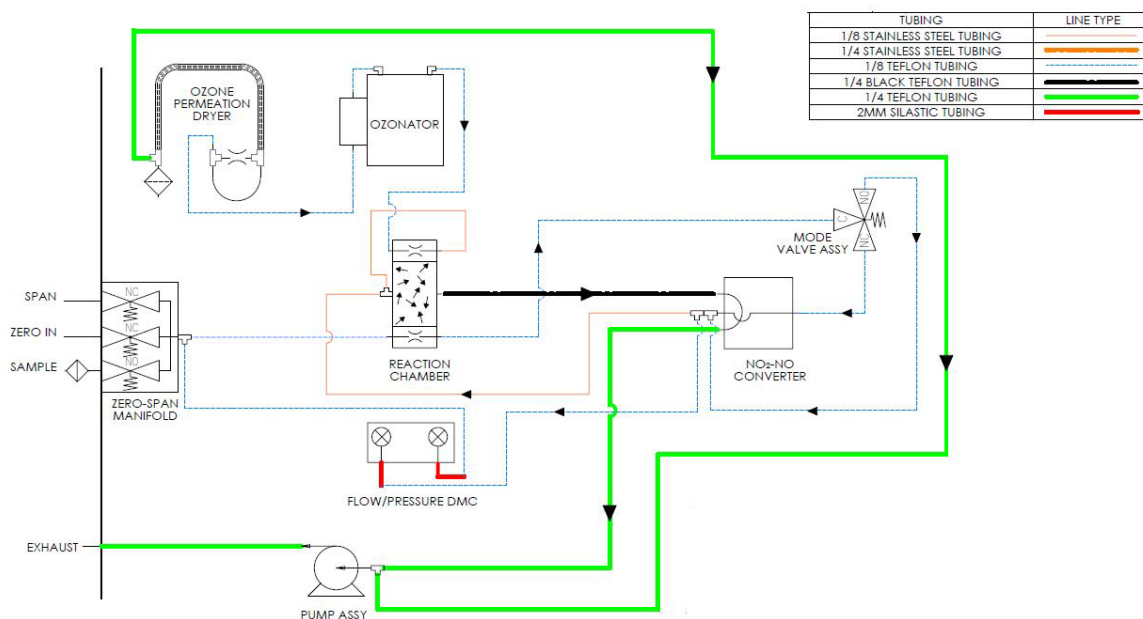 TUBING LINE TYPE
1/8 STAINLESS STEEL TUBING
1/4 STAINLESS STEEL TUBING
1/8 TEFLON TUBING
1/4 BLACK TEFLON TUBING
1/4 TEFLON TUBING
2MM SILASTIC TUBING
OZONE
PERMEATION
DRYER
OZONATOR
NO
C
NC
MODE
VALVE ASSY
SPAN
NC
ZERO IN
NC
SAMPLE
NO
ZERO-SPAN
MANIFOLD
REACTION
CHAMBER
NO₂-NO
CONVERTER
FLOW/PRESSURE DMC
EXHAUST
PUMP ASSY